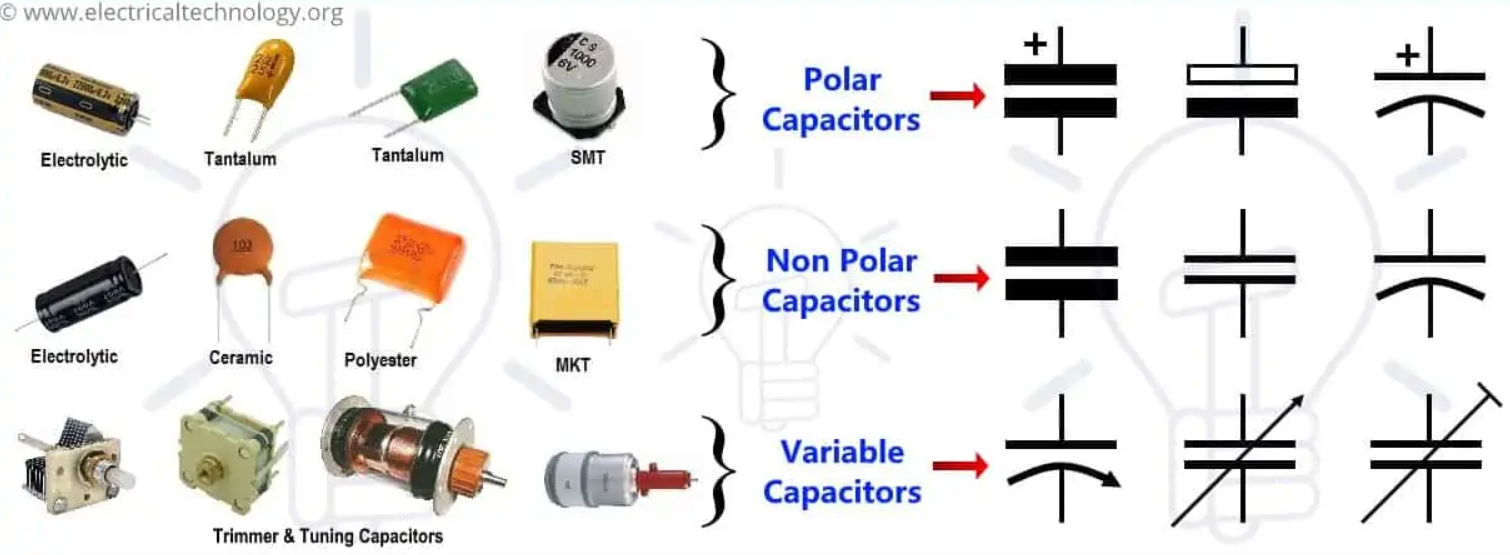 © www.electricaltechnology.org
CS
1000
6V
Electrolytic
Tantalum
Tantalum
SMT
Polar
Capacitors
+
+
103
Electrolytic
Ceramic
Polyester
MKT
Non Polar
Capacitors
Variable
Capacitors
Trimmer & Tuning Capacitors